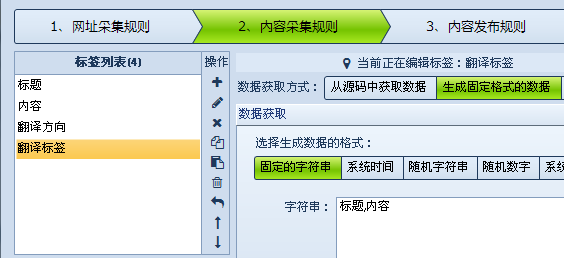 1、网址采集规则 2、内容采集规则 3、内容发布规则
标签列表(4) 操作
标题
内容
翻译方向
翻译标签
当前正在编辑标签：翻译标签
数据获取方式： 从源码中获取数据 生成固定格式的数据
数据获取
选择生成数据的格式：
固定的字符串 系统时间 随机字符串 随机数字 系
字符串： 标题,内容